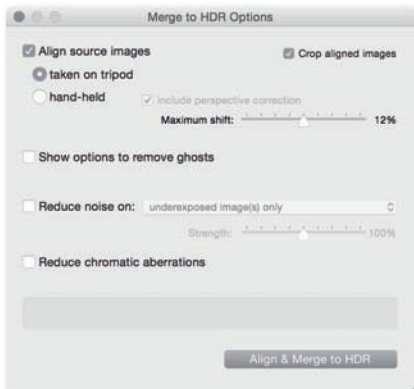 Merge to HDR Options
Align source images Crop aligned images
taken on tripod
hand-held Include perspective correction
Maximum shift: 12%
Show options to remove ghosts
Reduce noise on: underexposed image(s) only
Strength: 100%
Reduce chromatic aberrations
Align & Merge to HDR